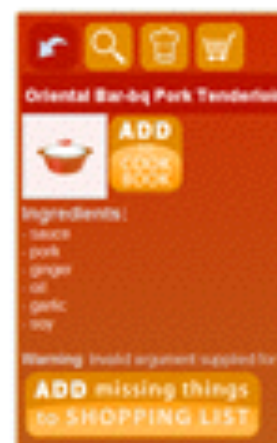 Oriental Bar-bq Pork Tenderloin
ADD
COOK
BOOK
Ingredients:
- sauce
- pork
- ginger
- oil
- garlic
- soy
Warning: Invalid argument supplied for
ADD missing things
to SHOPPING LIST